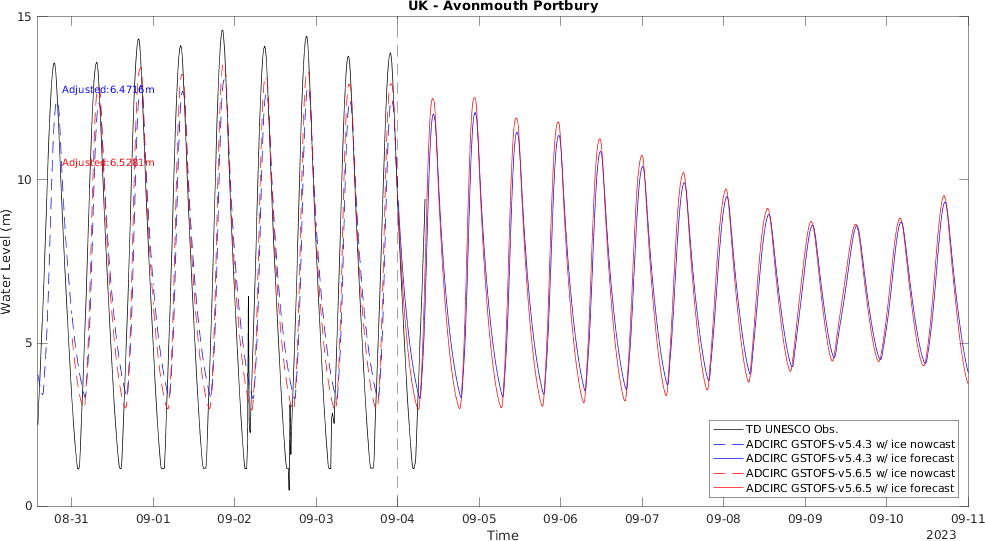 UK - Avonmouth Portbury
15
10
5
0
Water Level (m)
Adjusted:6.4716m
Adjusted:6.5281m
TD UNESCO Obs.
ADCIRC GSTOFS-v5.4.3 w/ ice nowcast
ADCIRC GSTOFS-v5.4.3 w/ ice forecast
ADCIRC GSTOFS-v5.6.5 w/ ice nowcast
ADCIRC GSTOFS-v5.6.5 w/ ice forecast
08-31 09-01 09-02 09-03 09-04 09-05 09-06 09-07 09-08 09-09 09-10 09-11
Time
2023